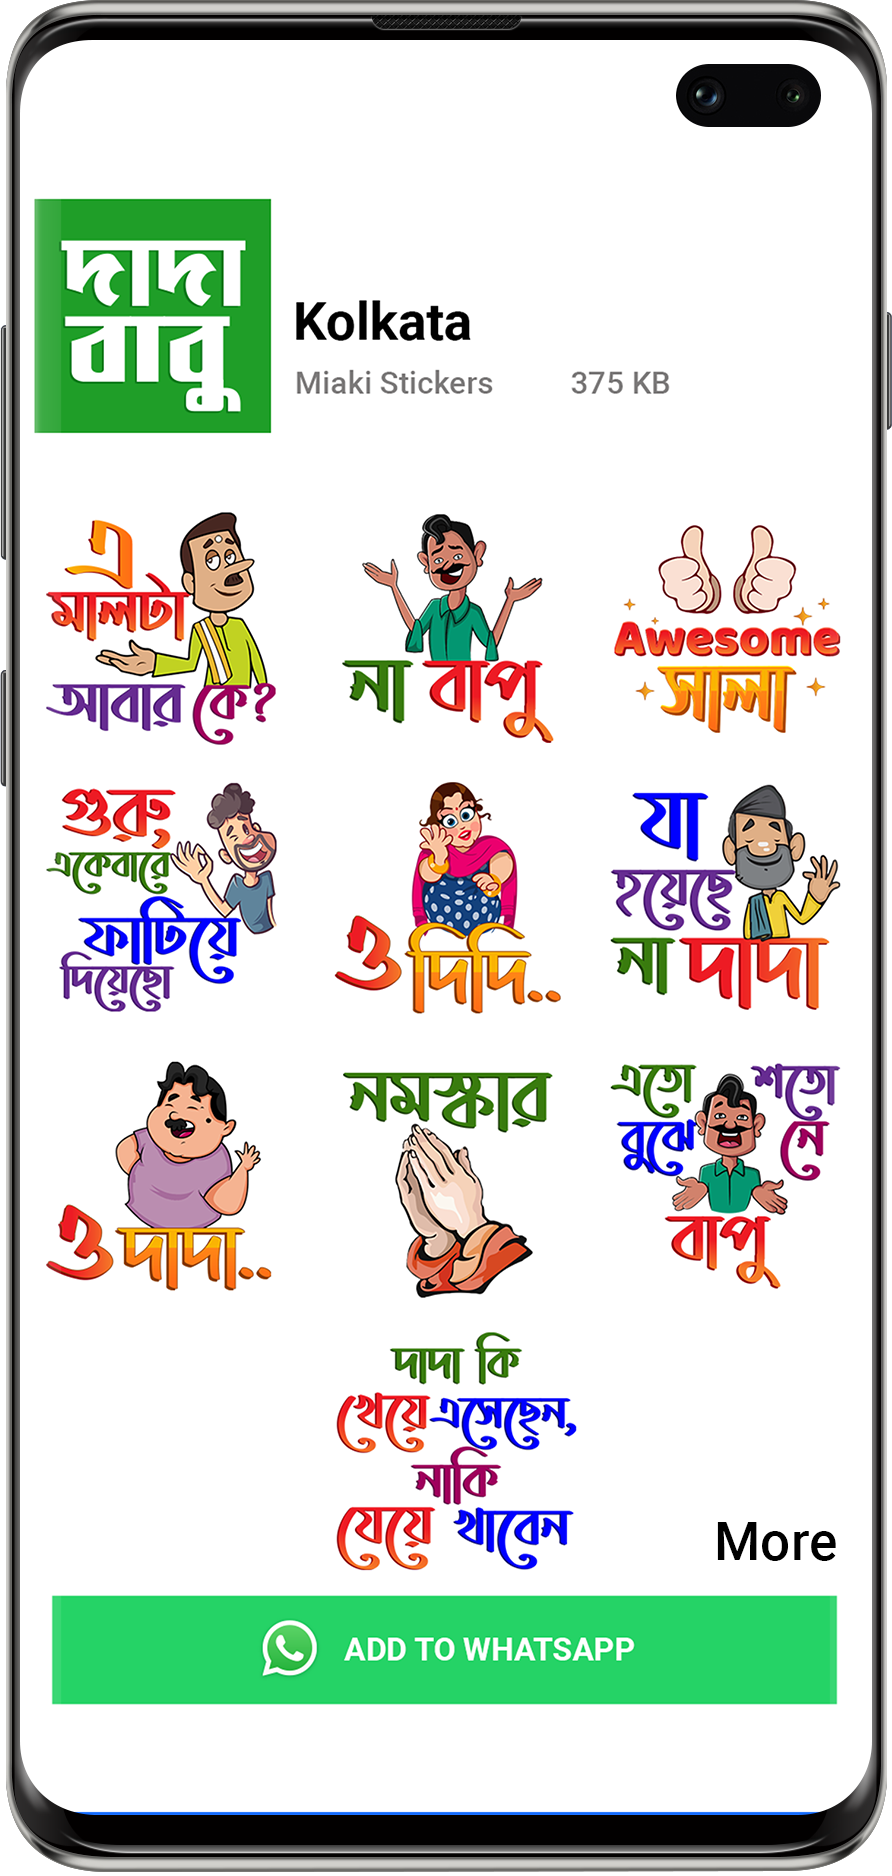 দাদা
বাবু
Kolkata
Miaki Stickers 375 KB
এ
মালটা
আবার কে?
না বাপু
Awesome
সালা
গুরু,
একেবারে
ফাটিয়ে
দিয়েছো
ও দিদি..
যা
হয়েছে
না দাদা
ও দাদা..
নমস্কার
এতো শতো
বুঝে নে
বাপু
দাদা কি
খেয়ে এসেছেন,
নাকি
যেয়ে খাবেন
More
ADD TO WHATSAPP